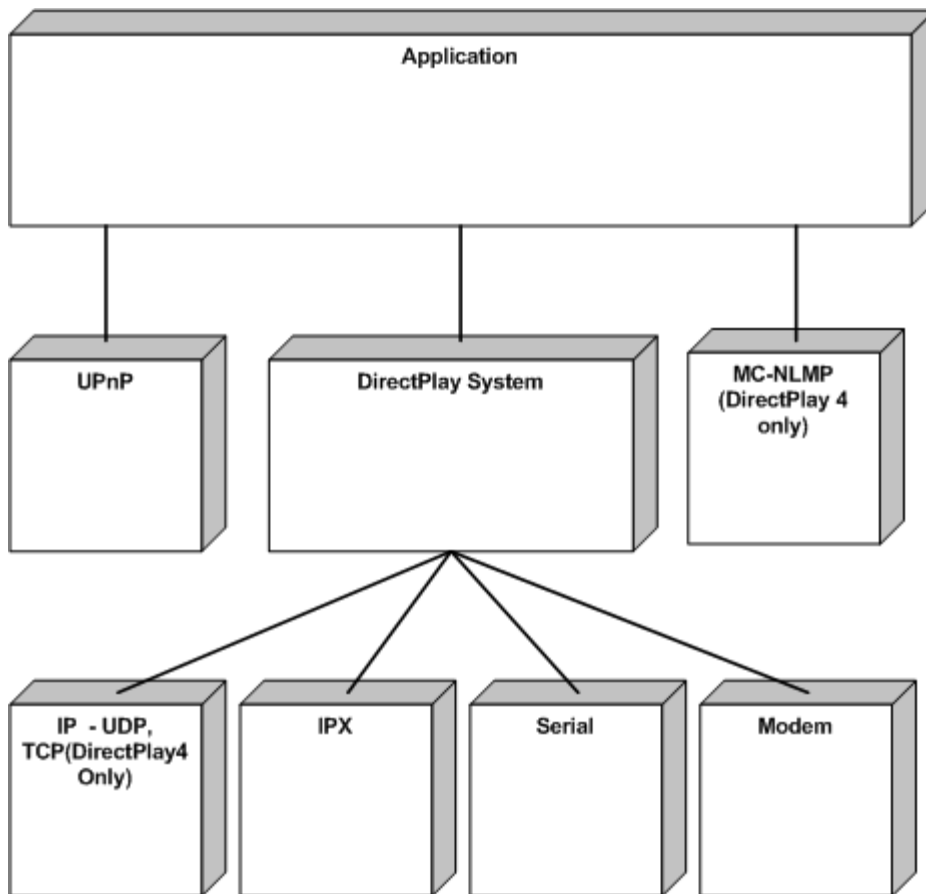 Application
UPnP
DirectPlay System
MC-NLMP
(DirectPlay 4
only)
IP - UDP,
TCP(DirectPlay4
Only)
IPX
Serial
Modem